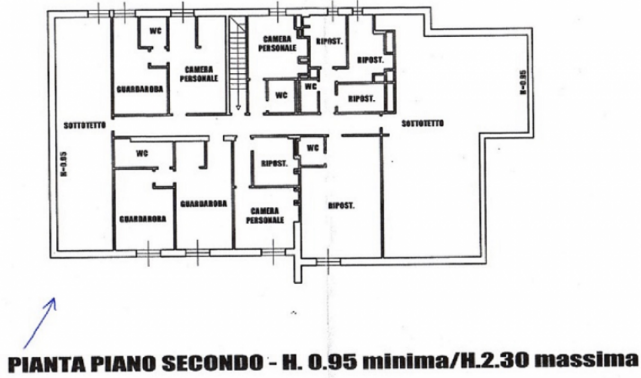 WC
CAMERA
PERSONALE
GUARDAROBA
CAMERA
PERSONALE
RIPOST.
RIPOST.
WC
WC
RIPOST.
SOTTOTETTO
SOTTOTETTO
H=0.95
H=0.95
WC
RIPOST.
WC
GUARDAROBA
GUARDAROBA
CAMERA
PERSONALE
RIPOST.
PIANTA PIANO SECONDO - H. 0.95 minima/H.2.30 massima